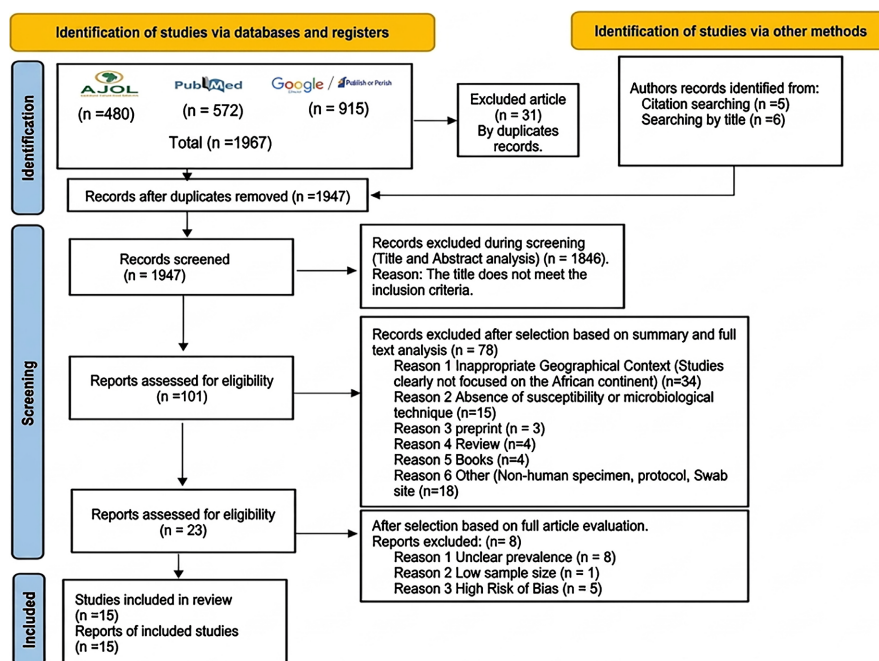 Identification of studies via databases and registers
Identification of studies via other methods
Identification
AJOL
PubMed
Google / Publish or Perish
(n =480)
(n = 572)
(n = 915)
Total (n =1967)
Excluded article
(n = 31)
By duplicates
records.
Authors records identified from:
Citation searching (n =5)
Searching by title (n =6)
Records after duplicates removed (n =1947)
Screening
Records screened
(n = 1947)
Records excluded during screening
(Title and Abstract analysis) (n = 1846).
Reason: The title does not meet the
inclusion criteria.
Reports assessed for eligibility
(n =101)
Records excluded after selection based on summary and full
text analysis (n = 78)
Reason 1 Inappropriate Geographical Context (Studies
clearly not focused on the African continent) (n=34)
Reason 2 Absence of susceptibility or microbiological
technique (n=15)
Reason 3 preprint (n = 3)
Reason 4 Review (n=4)
Reason 5 Books (n=4)
Reason 6 Other (Non-human specimen, protocol, Swab
site (n=18)
Reports assessed for eligibility
(n = 23)
After selection based on full article evaluation.
Reports excluded: (n= 8)
Reason 1 Unclear prevalence (n = 8)
Reason 2 Low sample size (n = 1)
Reason 3 High Risk of Bias (n = 5)
Included
Studies included in review
(n =15)
Reports of included studies
(n =15)